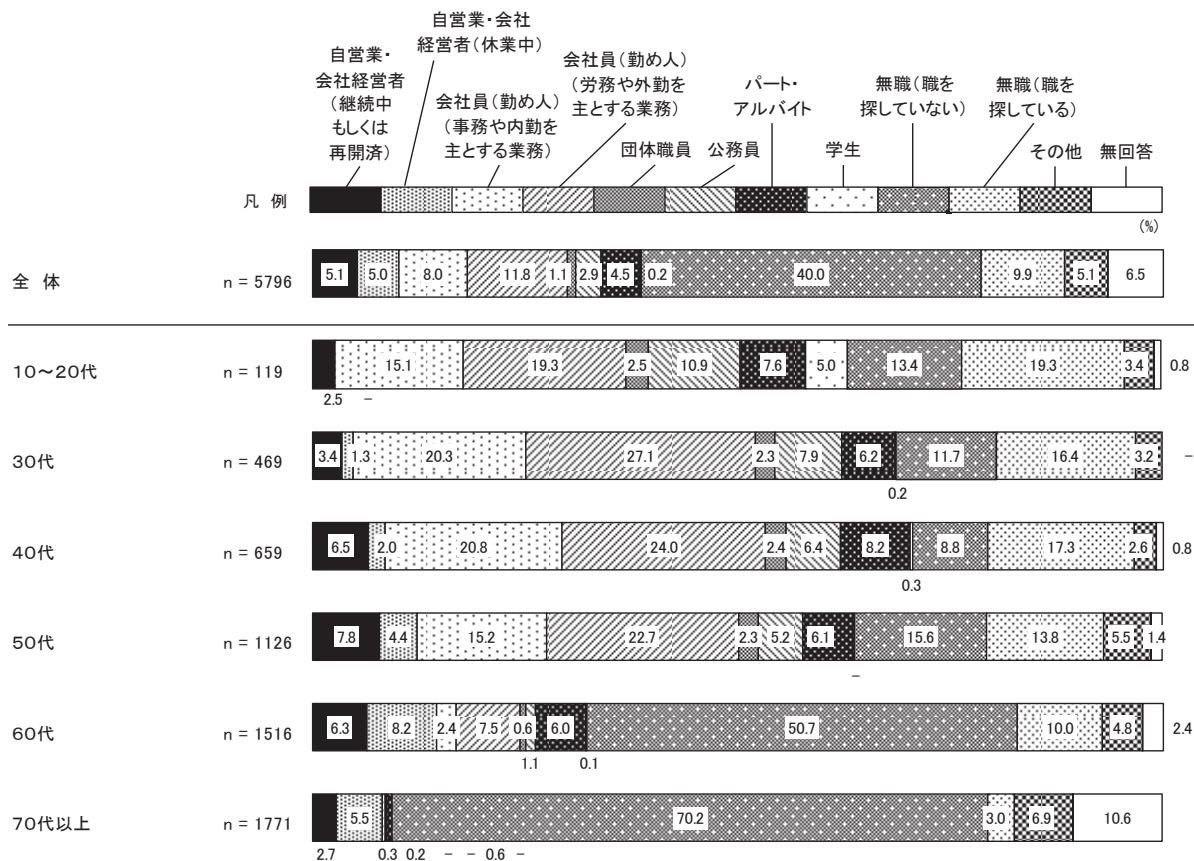 自営業・
会社経営者
(継続中
もしくは
再開済)
自営業・会社
経営者(休業中)
会社員(勤め人)
(事務や内勤を
主とする業務)
会社員(勤め人)
(労務や外勤を
主とする業務)
団体職員
公務員
パート・
アルバイト
学生
無職(職を
探していない)
無職(職を
探している)
その他
無回答
凡 例
(%)
全 体 n = 5796 5.1 5.0 8.0 11.8 1.1 2.9 4.5 0.2 40.0 9.9 5.1 6.5
10~20代 n = 119 15.1 19.3 2.5 10.9 7.6 5.0 13.4 19.3 3.4 0.8
2.5 -
30代 n = 469 3.4 1.3 20.3 27.1 2.3 7.9 6.2 11.7 16.4 3.2 -
0.2
40代 n = 659 6.5 2.0 20.8 24.0 2.4 6.4 8.2 8.8 17.3 2.6 0.8
0.3
50代 n = 1126 7.8 4.4 15.2 22.7 2.3 5.2 6.1 15.6 13.8 5.5 1.4
-
60代 n = 1516 6.3 8.2 2.4 7.5 0.6 6.0 50.7 10.0 4.8 2.4
1.1 0.1
70代以上 n = 1771 5.5 70.2 3.0 6.9 10.6
2.7 0.3 0.2 - - 0.6 -